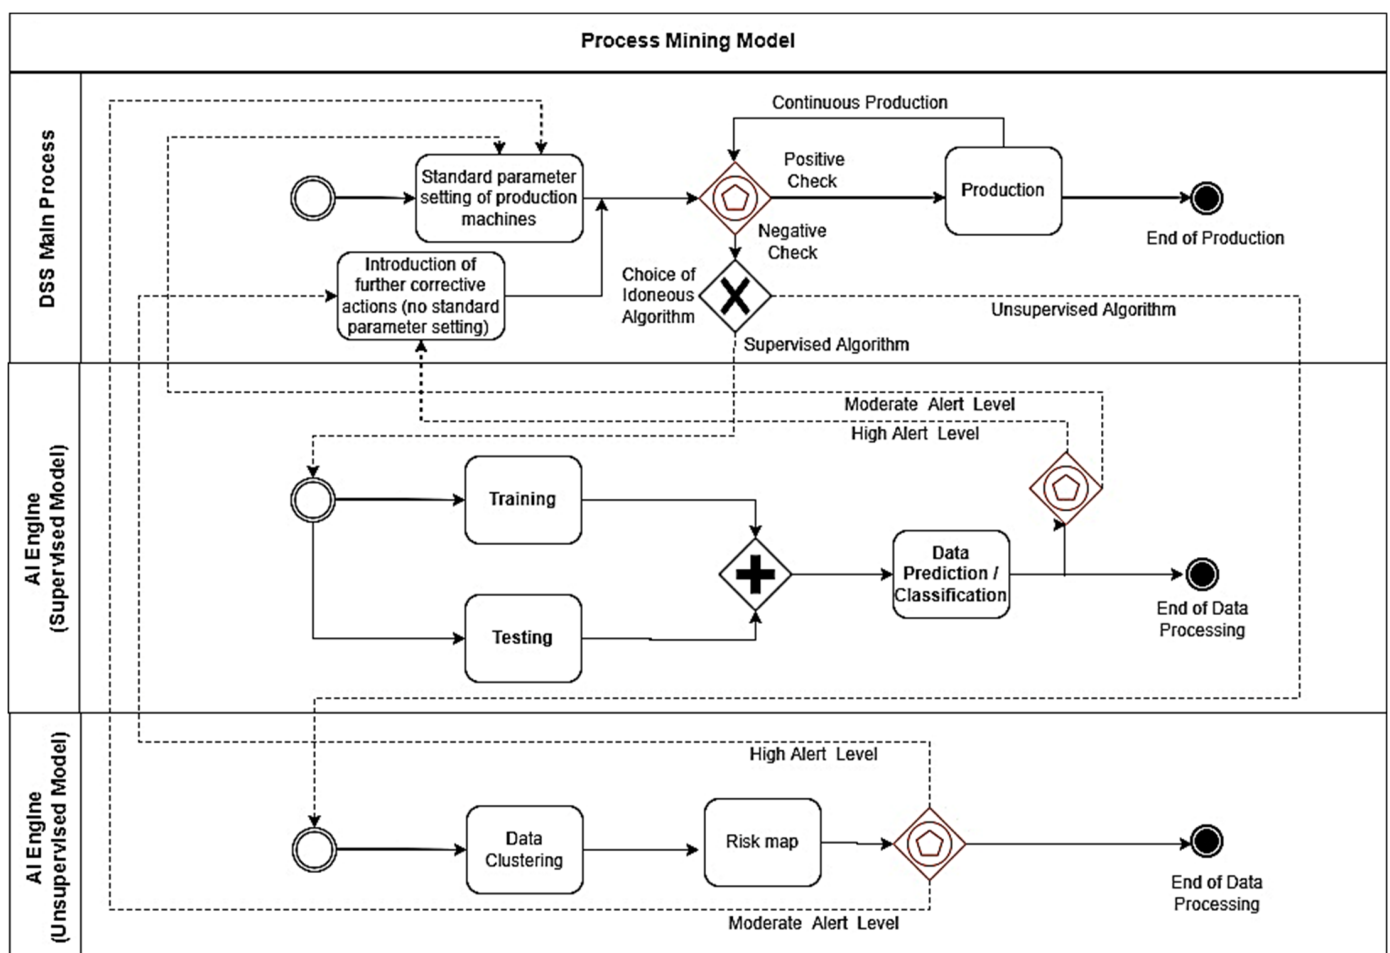 Process Mining Model
DSS Main Process
Continuous Production
Standard parameter
setting of production
machines
Positive
Check
Production
End of Production
Negative
Check
Introduction of
further corrective
actions (no standard
parameter setting)
Choice of
Idoneous
Algorithm
Unsupervised Algorithm
Supervised Algorithm
AI Engine
(Supervised Model)
Moderate Alert Level
High Alert Level
Training
Data
Prediction /
Classification
Testing
End of Data
Processing
AI Engine
(Unsupervised Model)
High Alert Level
Data
Clustering
Risk map
End of Data
Processing
Moderate Alert Level